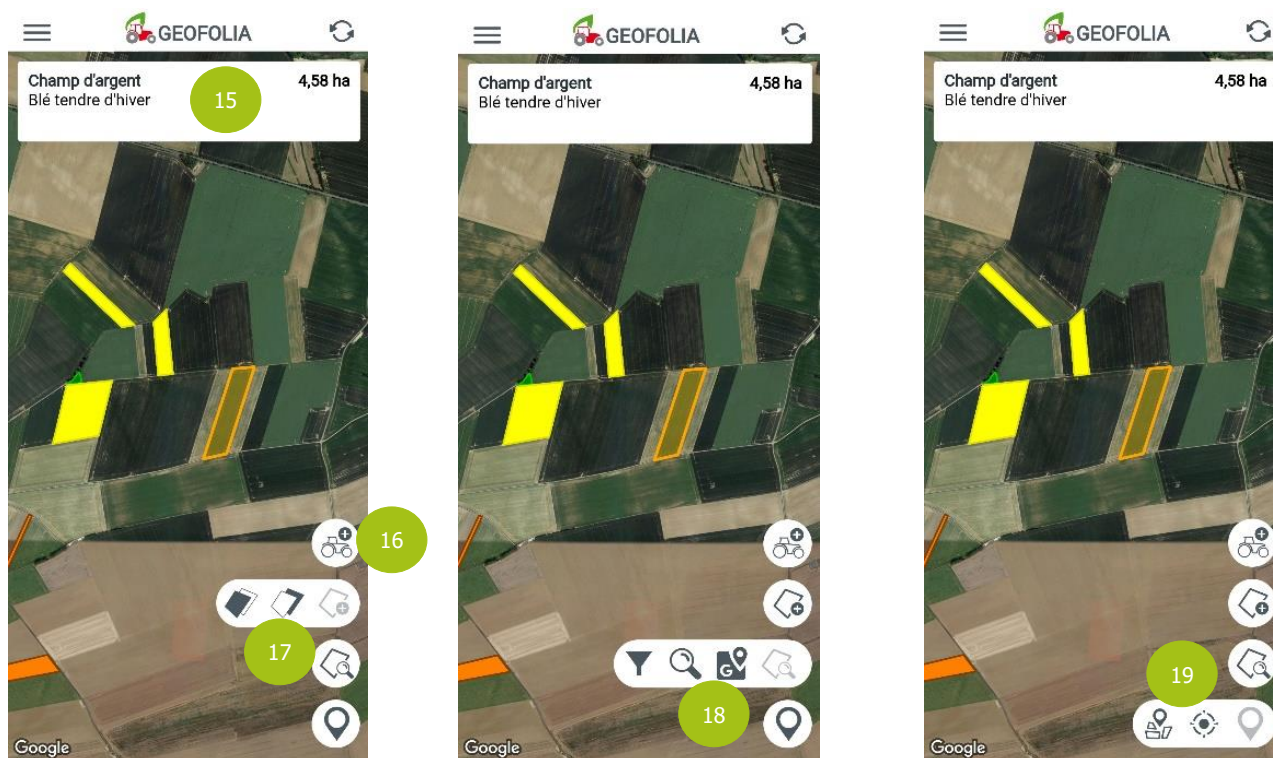 GEOFOLIA
Champ d'argent 4,58 ha
Blé tendre d'hiver
15
16
17
Google
GEOFOLIA
Champ d'argent 4,58 ha
Blé tendre d'hiver
G
18
Google
GEOFOLIA
Champ d'argent 4,58 ha
Blé tendre d'hiver
19
Google